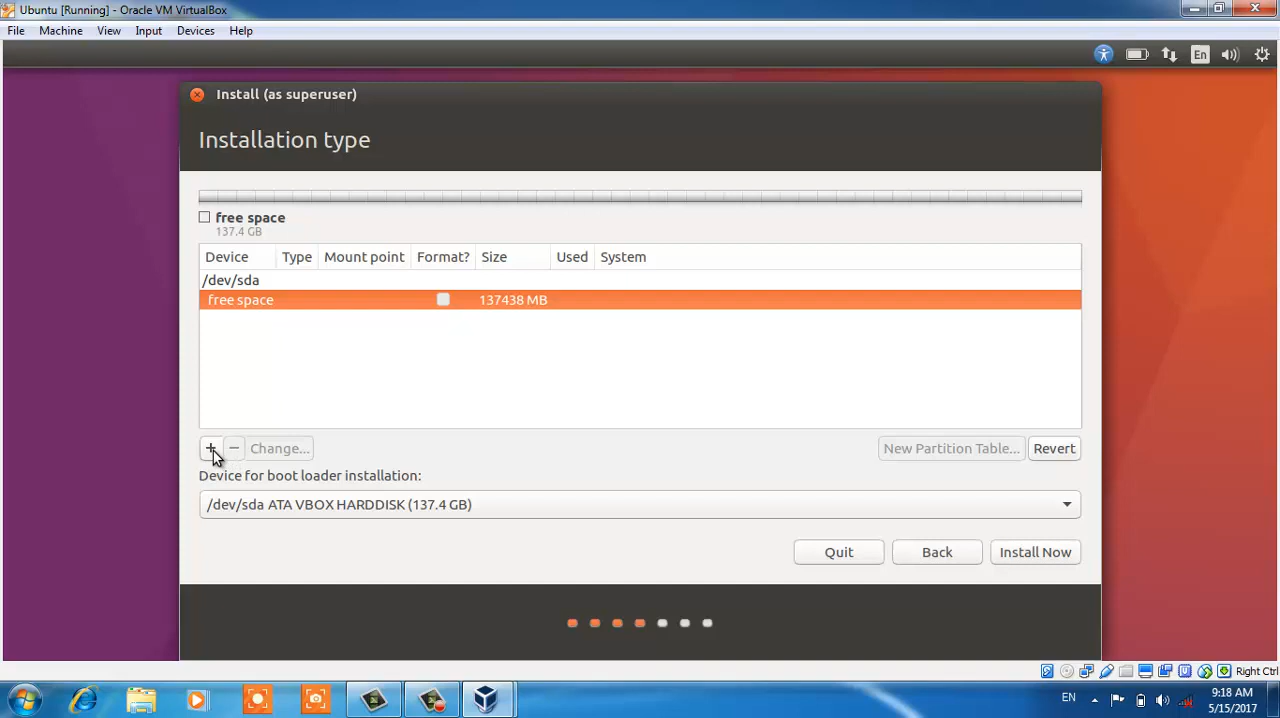 Ubuntu [Running] - Oracle VM VirtualBox
File Machine View Input Devices Help
En
Install (as superuser)
Installation type
free space
137.4 GB
Device Type Mount point Format? Size Used System
/dev/sda
free space 137438 MB
+ − Change... New Partition Table... Revert
Device for boot loader installation:
/dev/sda ATA VBOX HARDDISK (137.4 GB)
Quit Back Install Now
Right Ctrl
EN 9:18 AM
5/15/2017